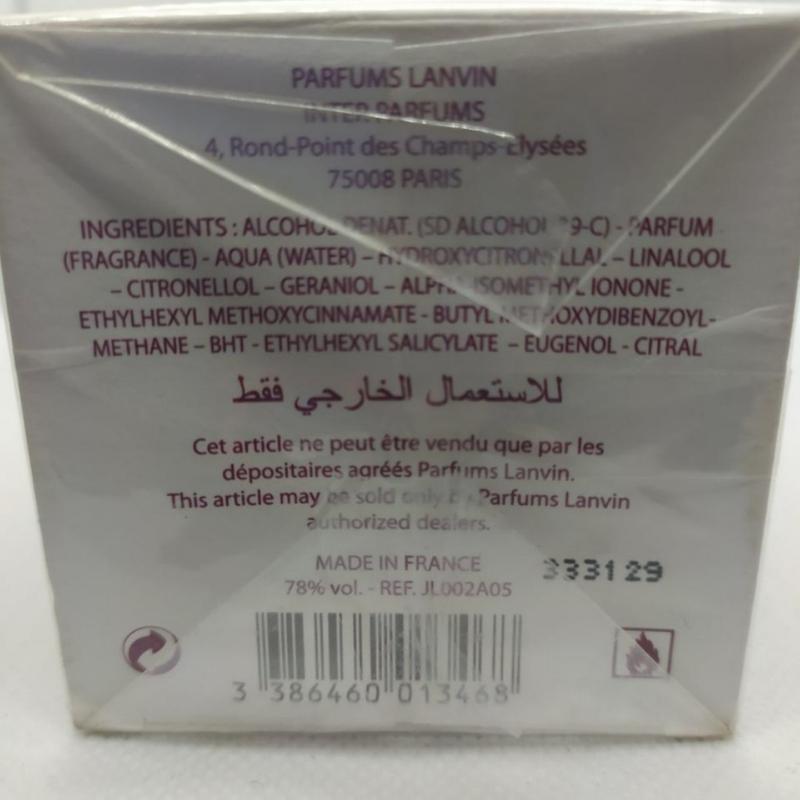 PARFUMS LANVIN
INTER PARFUMS
4, Rond-Point des Champs-Elysées
75008 PARIS
INGREDIENTS : ALCOHOL DENAT. (SD ALCOHOL 39-C) - PARFUM
(FRAGRANCE) - AQUA (WATER) – HYDROXYCITRONELLAL – LINALOOL
– CITRONELLOL – GERANIOL – ALPHA-ISOMETHYL IONONE -
ETHYLHEXYL METHOXYCINNAMATE - BUTYL METHOXYDIBENZOYL-
METHANE – BHT - ETHYLHEXYL SALICYLATE – EUGENOL - CITRAL
للاستعمال الخارجي فقط
Cet article ne peut être vendu que par les
dépositaires agréés Parfums Lanvin.
This article may be sold only by Parfums Lanvin
authorized dealers.
MADE IN FRANCE
333129
78% vol. - REF. JL002A05
3 386460 013468